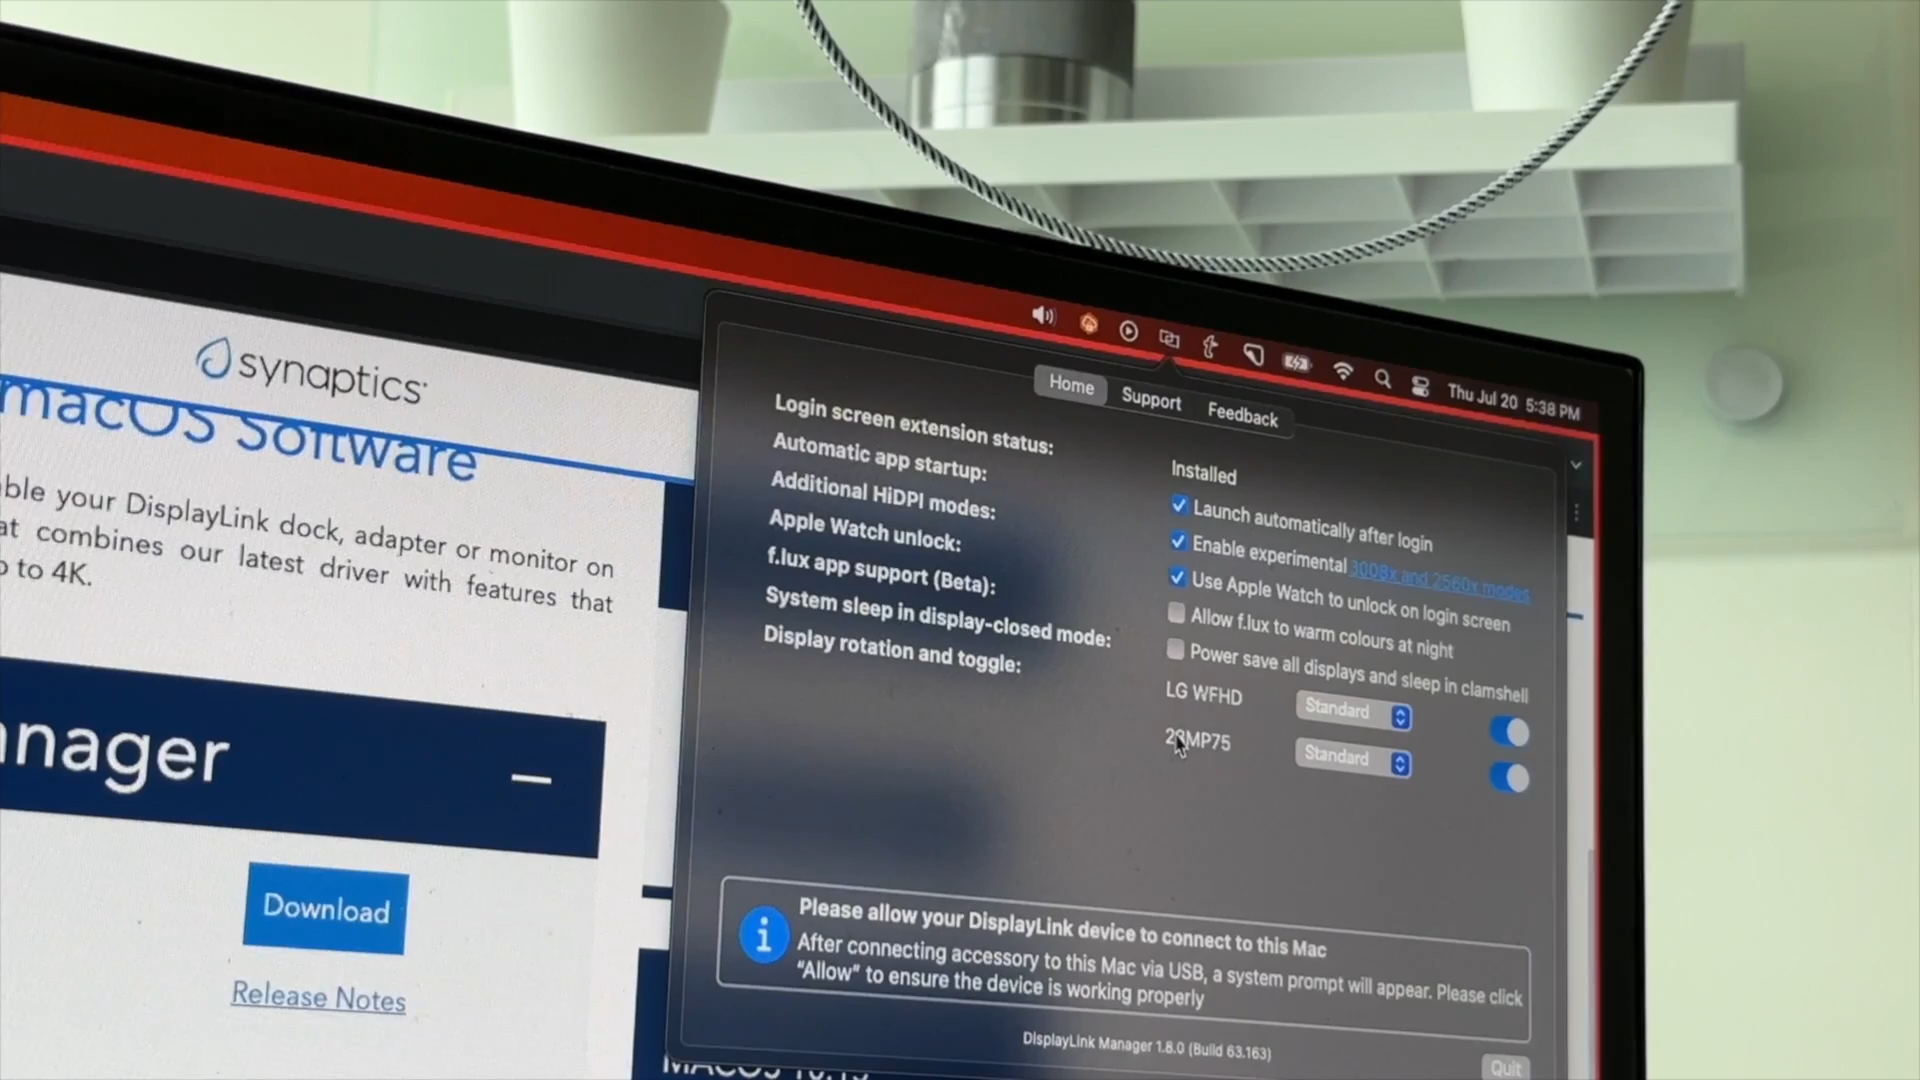 Thu Jul 20 5:38 PM
synaptics
macOS Software
ble your DisplayLink dock, adapter or monitor on
at combines our latest driver with features that
to 4K.
nager
Download
Release Notes
Home
Support
Feedback
Login screen extension status:
Installed
Automatic app startup:
Launch automatically after login
Additional HiDPI modes:
Enable experimental 3008x and 2560x modes
Apple Watch unlock:
Use Apple Watch to unlock on login screen
f.lux app support (Beta):
Allow f.lux to warm colours at night
System sleep in display-closed mode:
Power save all displays and sleep in clamshell
Display rotation and toggle:
LG WFHD
Standard
MP75
Standard
Please allow your DisplayLink device to connect to this Mac
After connecting accessory to this Mac via USB, a system prompt will appear. Please click
“Allow” to ensure the device is working properly
DisplayLink Manager 1.8.0 (Build 63.163)
Quit